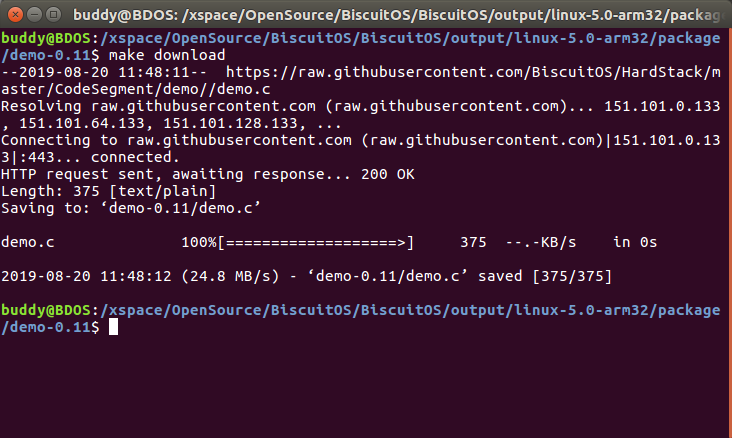 buddy@BDOS: /xspace/OpenSource/BiscuitOS/BiscuitOS/output/linux-5.0-arm32/package
buddy@BDOS:/xspace/OpenSource/BiscuitOS/BiscuitOS/output/linux-5.0-arm32/package
/demo-0.11$ make download
--2019-08-20 11:48:11--  https://raw.githubusercontent.com/BiscuitOS/HardStack/m
aster/CodeSegment/demo//demo.c
Resolving raw.githubusercontent.com (raw.githubusercontent.com)... 151.101.0.133
, 151.101.64.133, 151.101.128.133, ...
Connecting to raw.githubusercontent.com (raw.githubusercontent.com)|151.101.0.13
3|:443... connected.
HTTP request sent, awaiting response... 200 OK
Length: 375 [text/plain]
Saving to: ‘demo-0.11/demo.c’
demo.c              100%[===================>]     375  --.-KB/s    in 0s
2019-08-20 11:48:12 (24.8 MB/s) - ‘demo-0.11/demo.c’ saved [375/375]
buddy@BDOS:/xspace/OpenSource/BiscuitOS/BiscuitOS/output/linux-5.0-arm32/package
/demo-0.11$